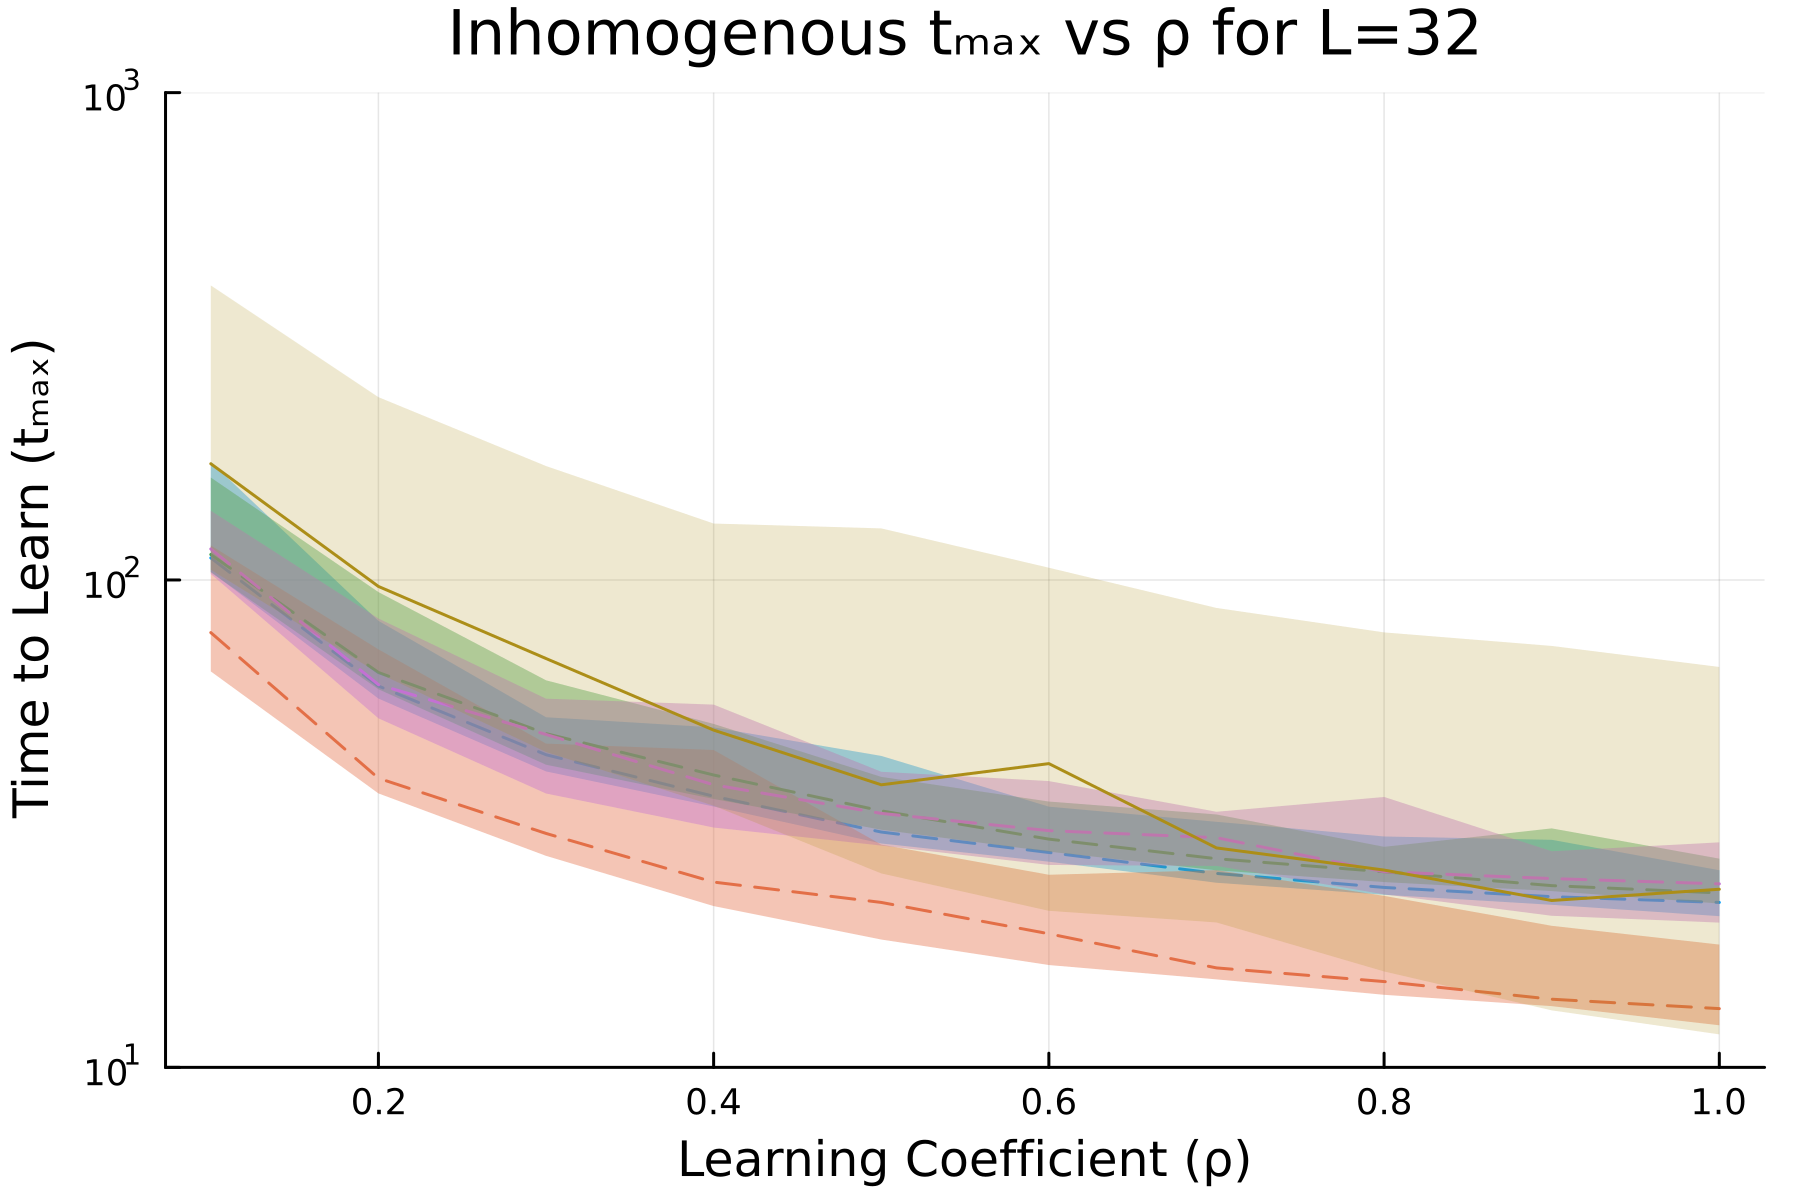 Inhomogenous tₘₐₓ vs ρ for L=32
Time to Learn (tₘₐₓ)
10³
10²
10¹
0.2 0.4 0.6 0.8 1.0
Learning Coefficient (ρ)